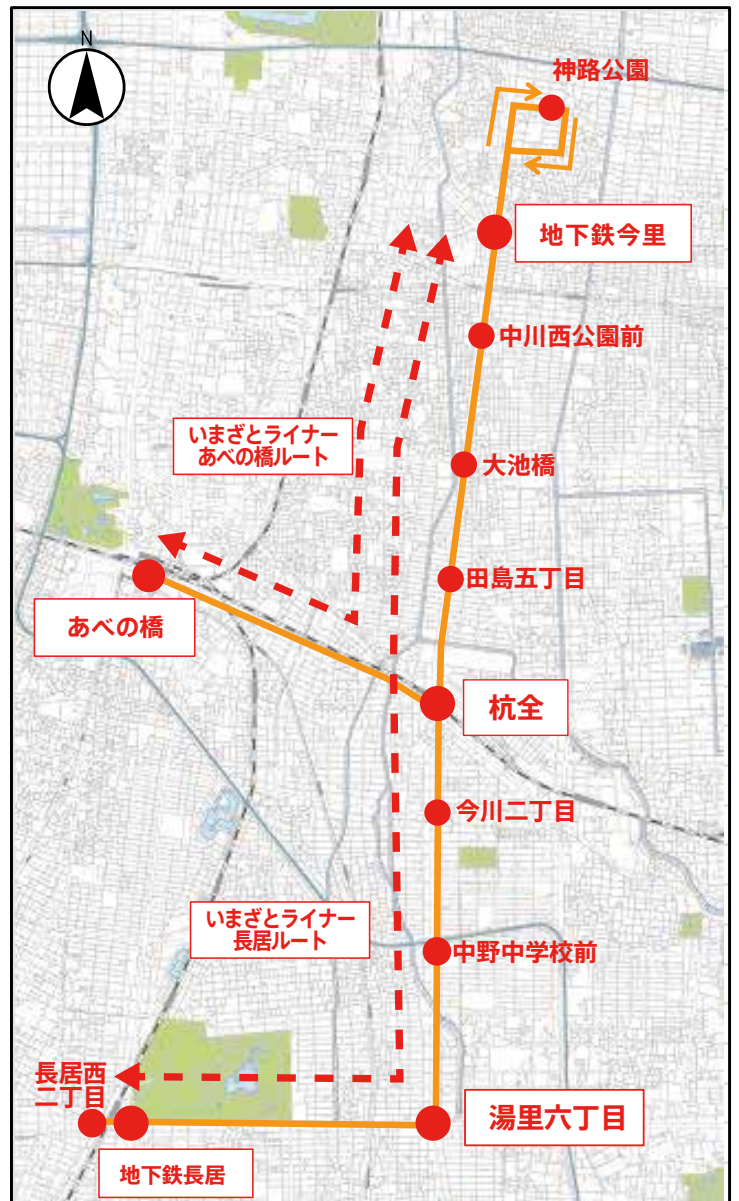 N
神路公園
地下鉄今里
中川西公園前
いまざとライナー
あべの橋ルート
大池橋
田島五丁目
あべの橋
杭全
今川二丁目
いまざとライナー
長居ルート
中野中学校前
長居西
二丁目
湯里六丁目
地下鉄長居